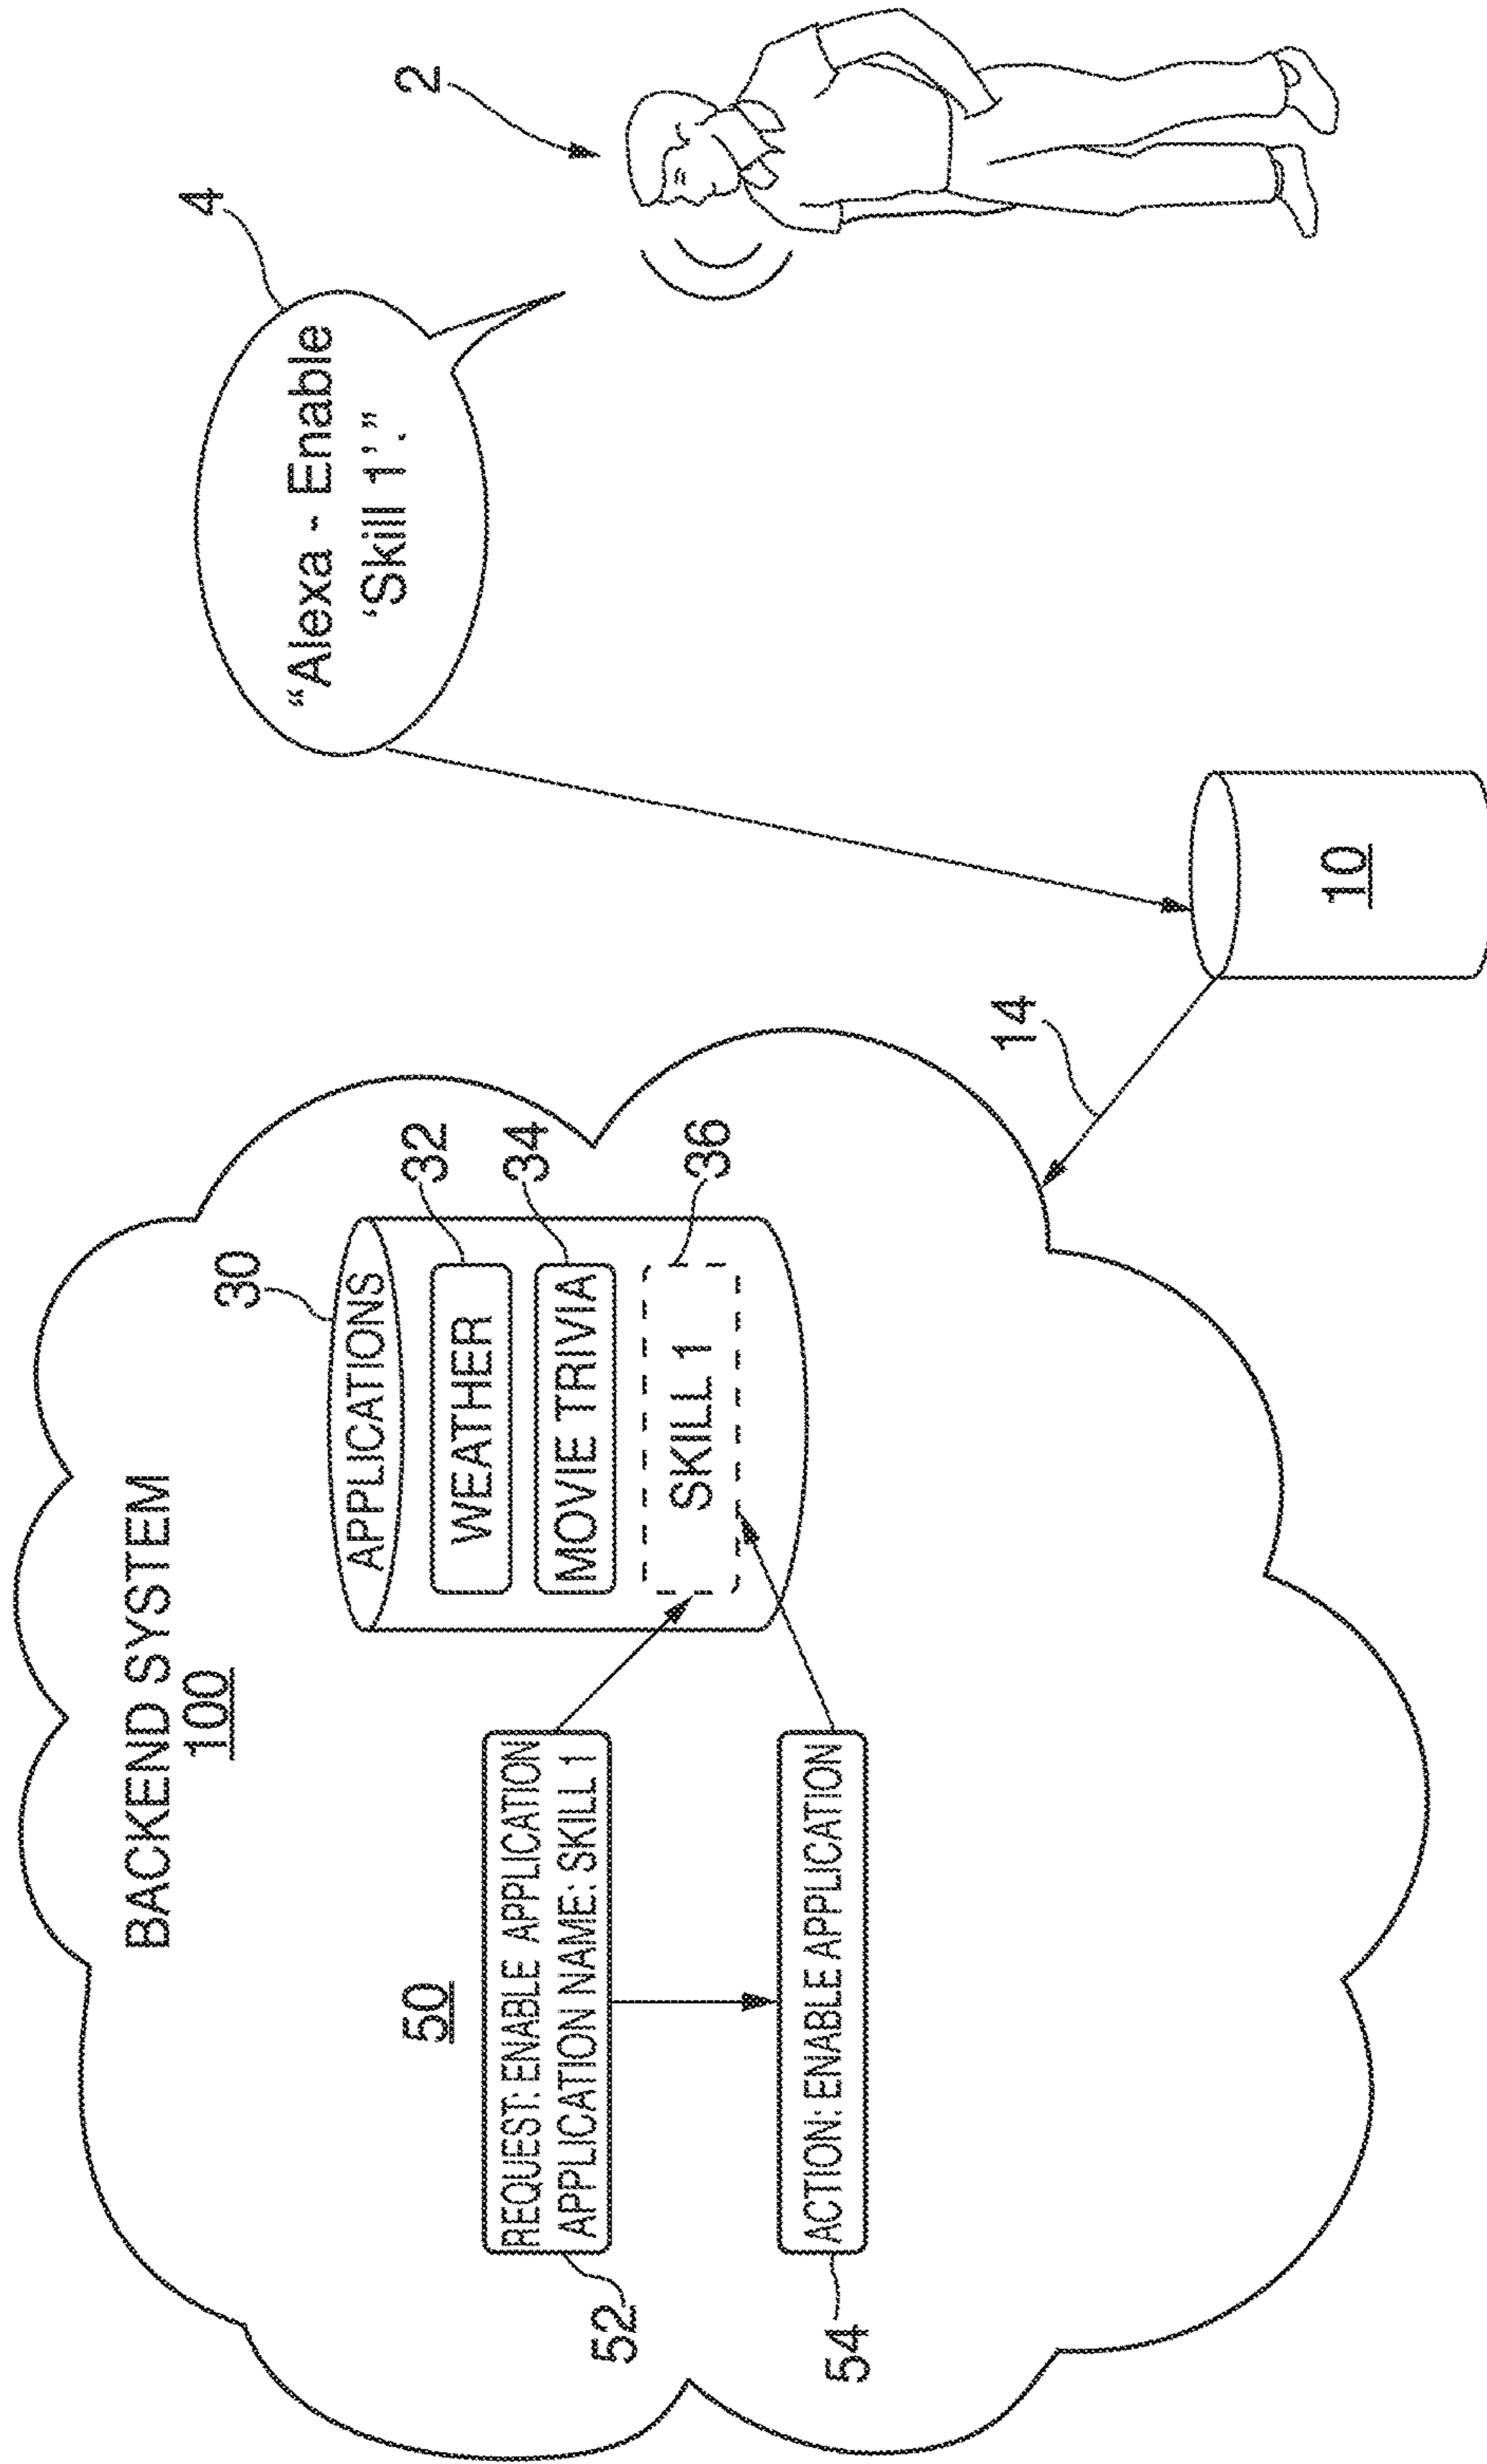 BACKEND SYSTEM
100
30
APPLICATIONS
WEATHER
32
MOVIE TRIVIA
34
SKILL 1
36
50
REQUEST: ENABLE APPLICATION
APPLICATION NAME: SKILL 1
52
ACTION: ENABLE APPLICATION
54
14
10
4
“Alexa - Enable
‘Skill 1’.”
2